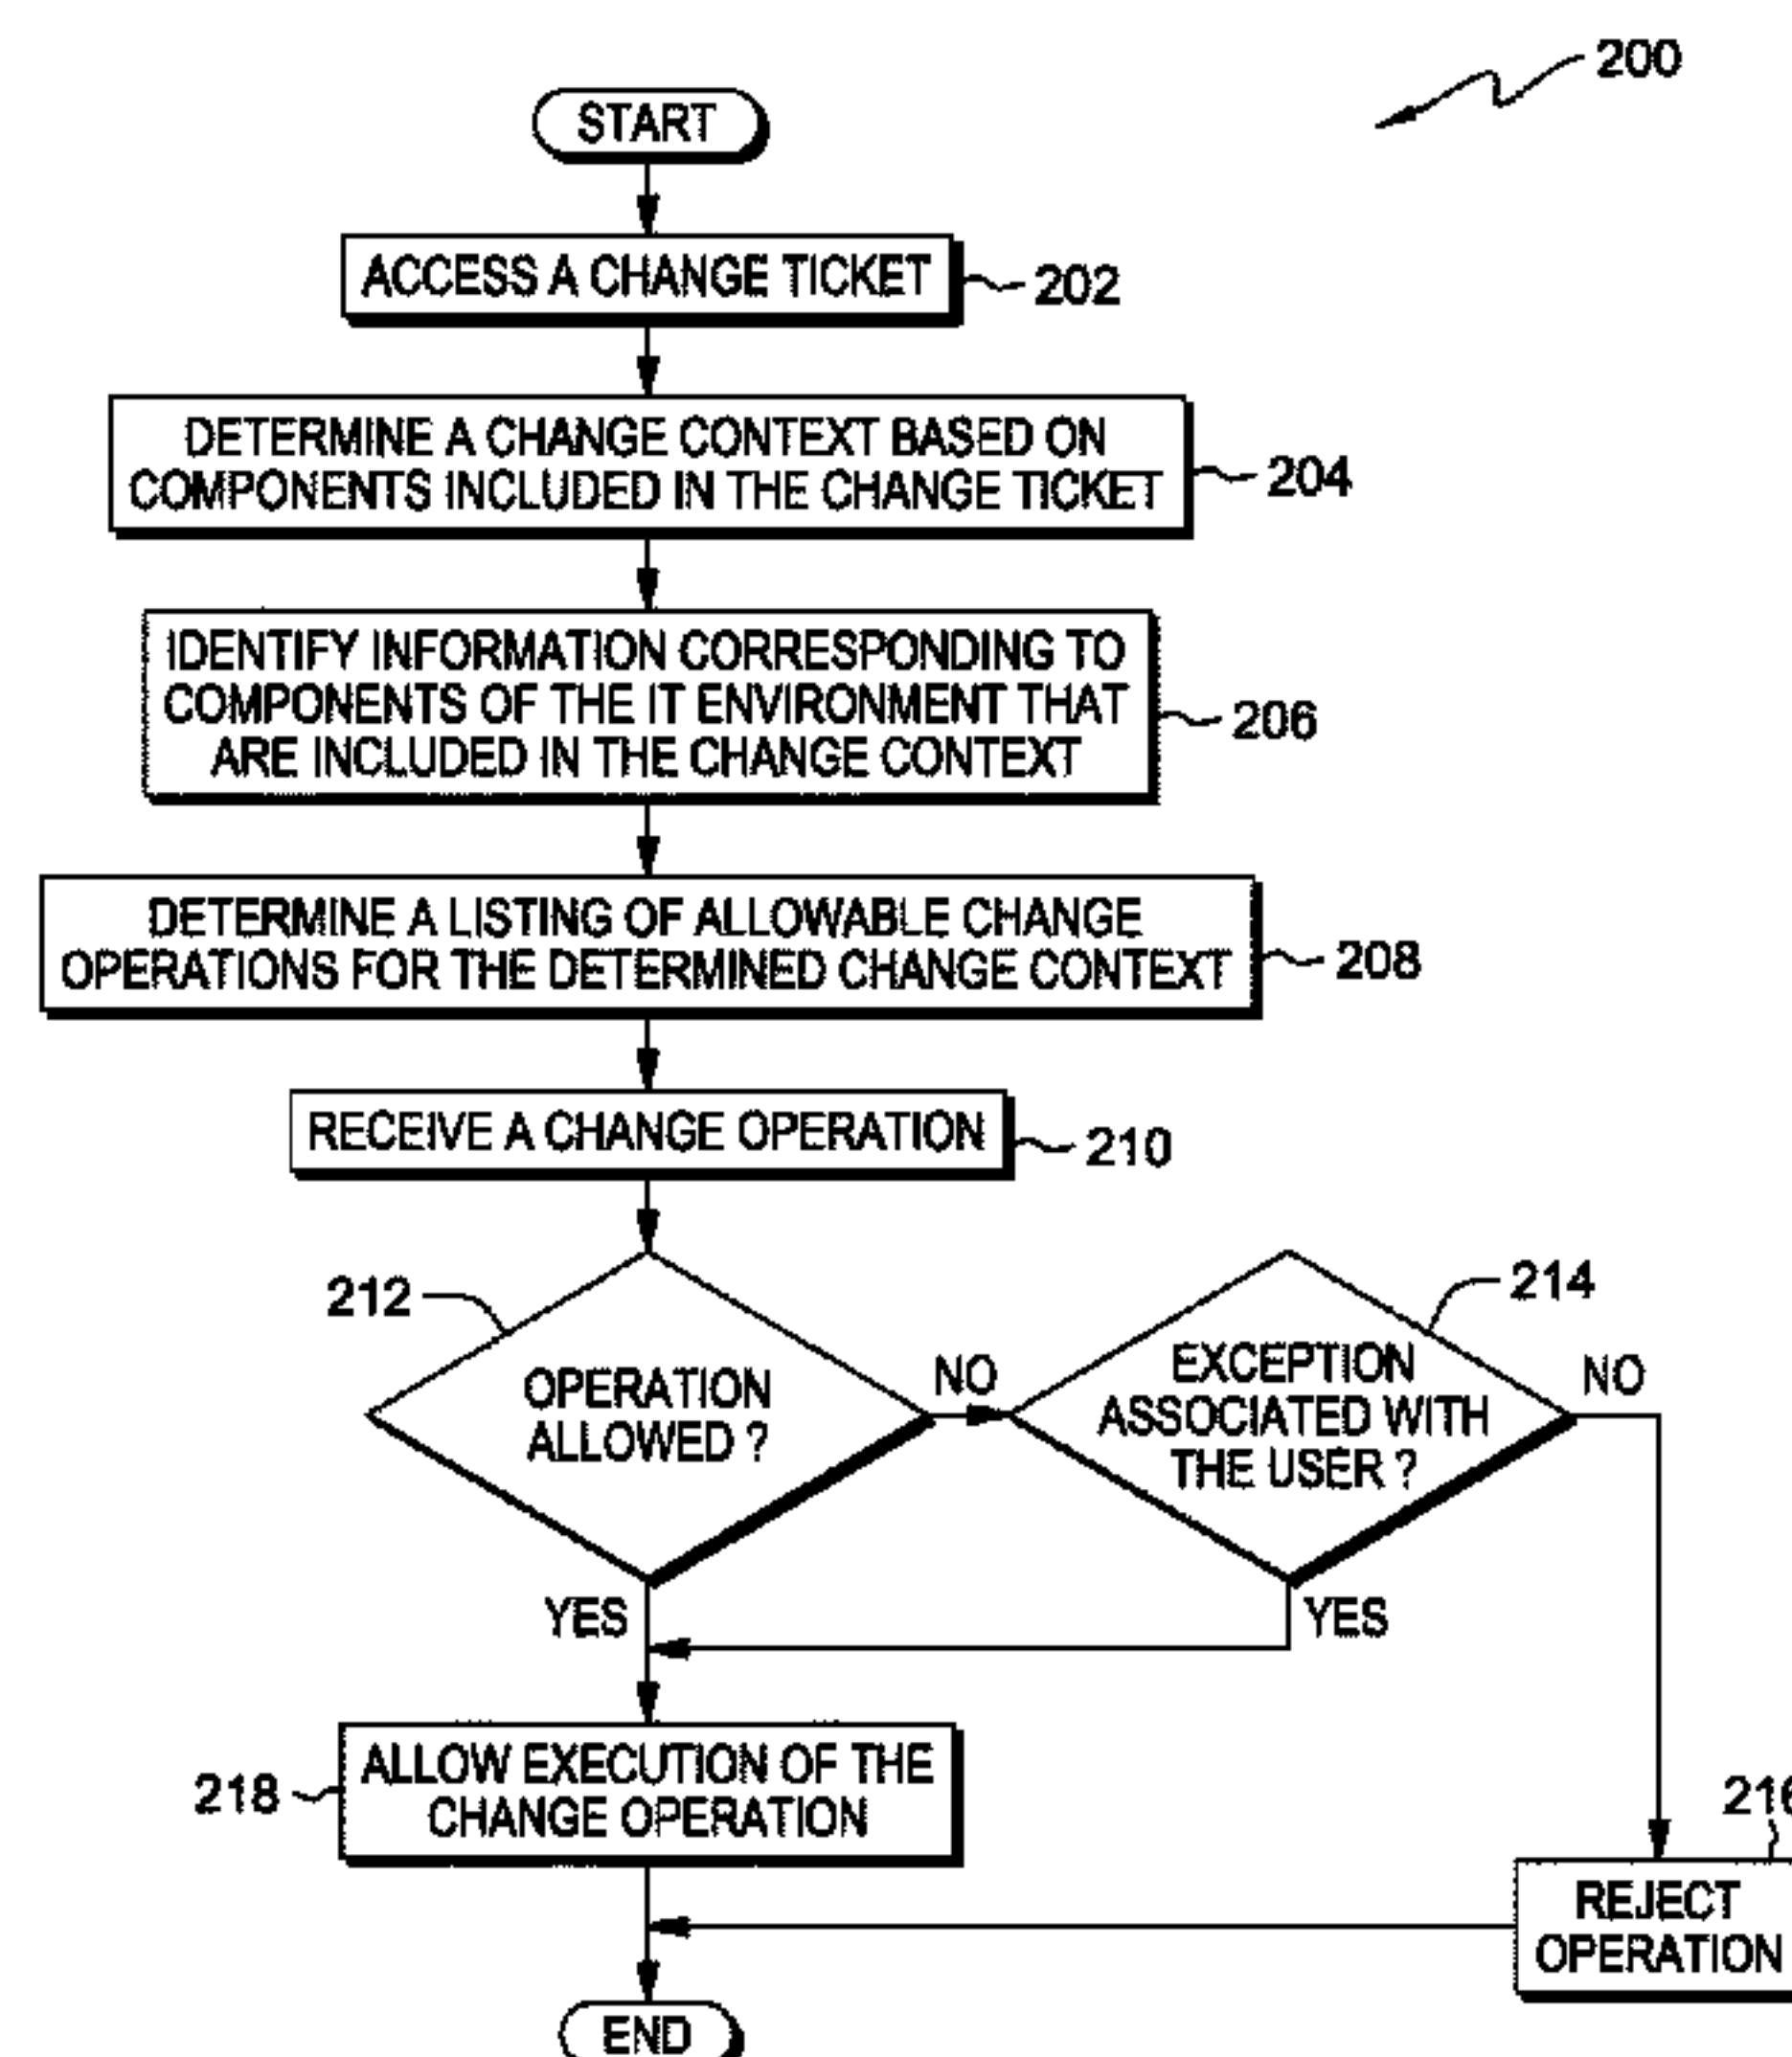 200
START
ACCESS A CHANGE TICKET
202
DETERMINE A CHANGE CONTEXT BASED ON
COMPONENTS INCLUDED IN THE CHANGE TICKET
204
IDENTIFY INFORMATION CORRESPONDING TO
COMPONENTS OF THE IT ENVIRONMENT THAT
ARE INCLUDED IN THE CHANGE CONTEXT
206
DETERMINE A LISTING OF ALLOWABLE CHANGE
OPERATIONS FOR THE DETERMINED CHANGE CONTEXT
208
RECEIVE A CHANGE OPERATION
210
212
OPERATION
ALLOWED ?
NO
YES
214
EXCEPTION
ASSOCIATED WITH
THE USER ?
NO
YES
218
ALLOW EXECUTION OF THE
CHANGE OPERATION
216
REJECT
OPERATION
END